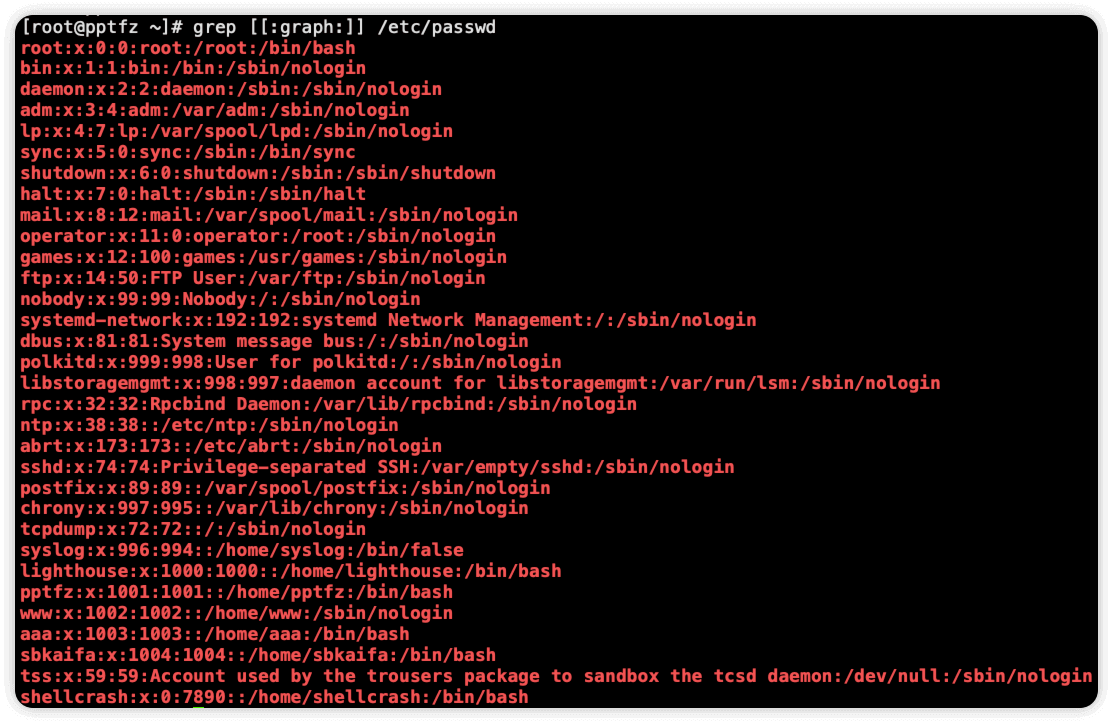 [root@pptfz ~]# grep [[:graph:]] /etc/passwd
root:x:0:0:root:/root:/bin/bash
bin:x:1:1:bin:/bin:/sbin/nologin
daemon:x:2:2:daemon:/sbin:/sbin/nologin
adm:x:3:4:adm:/var/adm:/sbin/nologin
lp:x:4:7:lp:/var/spool/lpd:/sbin/nologin
sync:x:5:0:sync:/sbin:/bin/sync
shutdown:x:6:0:shutdown:/sbin:/sbin/shutdown
halt:x:7:0:halt:/sbin:/sbin/halt
mail:x:8:12:mail:/var/spool/mail:/sbin/nologin
operator:x:11:0:operator:/root:/sbin/nologin
games:x:12:100:games:/usr/games:/sbin/nologin
ftp:x:14:50:FTP User:/var/ftp:/sbin/nologin
nobody:x:99:99:Nobody:/:/sbin/nologin
systemd-network:x:192:192:systemd Network Management:/:/sbin/nologin
dbus:x:81:81:System message bus:/:/sbin/nologin
polkitd:x:999:998:User for polkitd:/:/sbin/nologin
libstoragemgmt:x:998:997:daemon account for libstoragemgmt:/var/run/lsm:/sbin/nologin
rpc:x:32:32:Rpcbind Daemon:/var/lib/rpcbind:/sbin/nologin
ntp:x:38:38::/etc/ntp:/sbin/nologin
abrt:x:173:173::/etc/abrt:/sbin/nologin
sshd:x:74:74:Privilege-separated SSH:/var/empty/sshd:/sbin/nologin
postfix:x:89:89::/var/spool/postfix:/sbin/nologin
chrony:x:997:995::/var/lib/chrony:/sbin/nologin
tcpdump:x:72:72::/:/sbin/nologin
syslog:x:996:994::/home/syslog:/bin/false
lighthouse:x:1000:1000::/home/lighthouse:/bin/bash
pptfz:x:1001:1001::/home/pptfz:/bin/bash
www:x:1002:1002::/home/www:/sbin/nologin
aaa:x:1003:1003::/home/aaa:/bin/bash
sbkaifa:x:1004:1004::/home/sbkaifa:/bin/bash
tss:x:59:59:Account used by the trousers package to sandbox the tcsd daemon:/dev/null:/sbin/nologin
shellcrash:x:0:7890::/home/shellcrash:/bin/bash